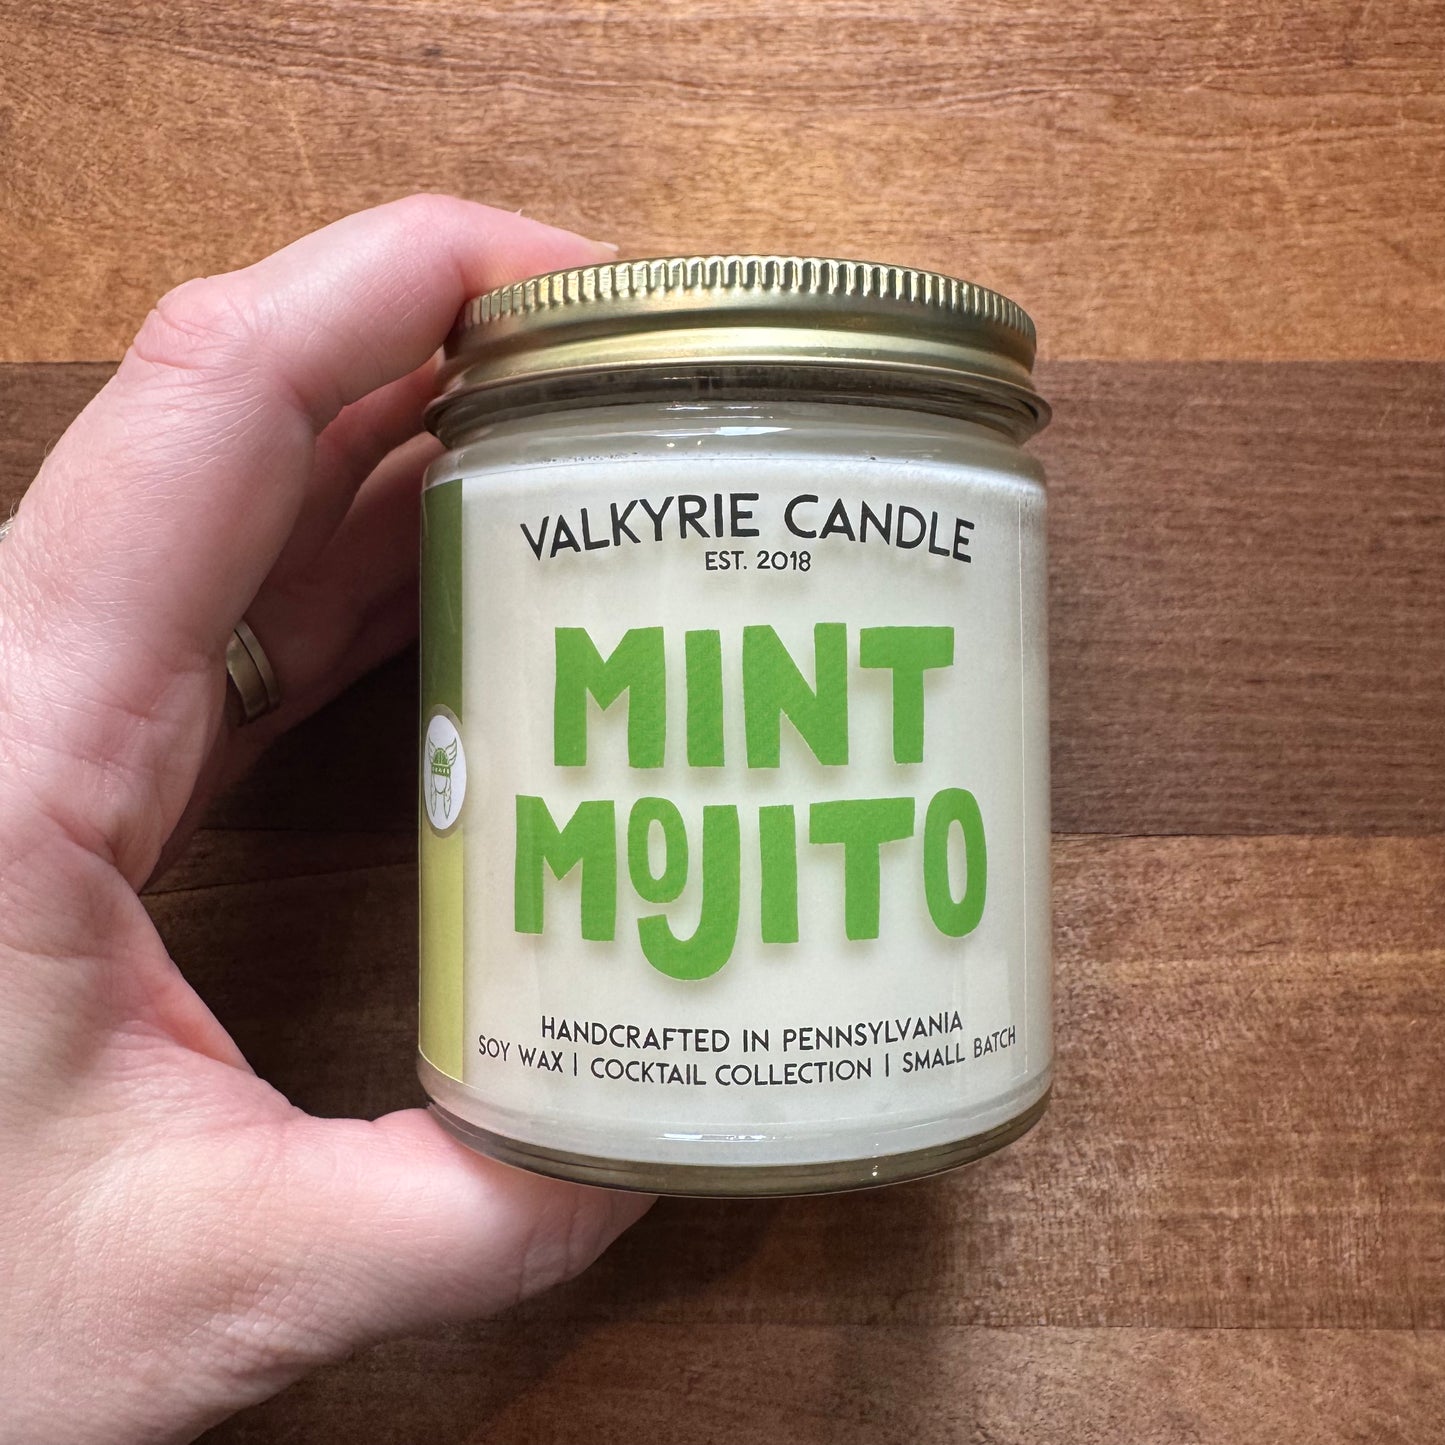 VALKYRIE CANDLE
EST. 2018
MINT
MOJITO
HANDCRAFTED IN PENNSYLVANIA
SOY WAX | COCKTAIL COLLECTION | SMALL BATCH